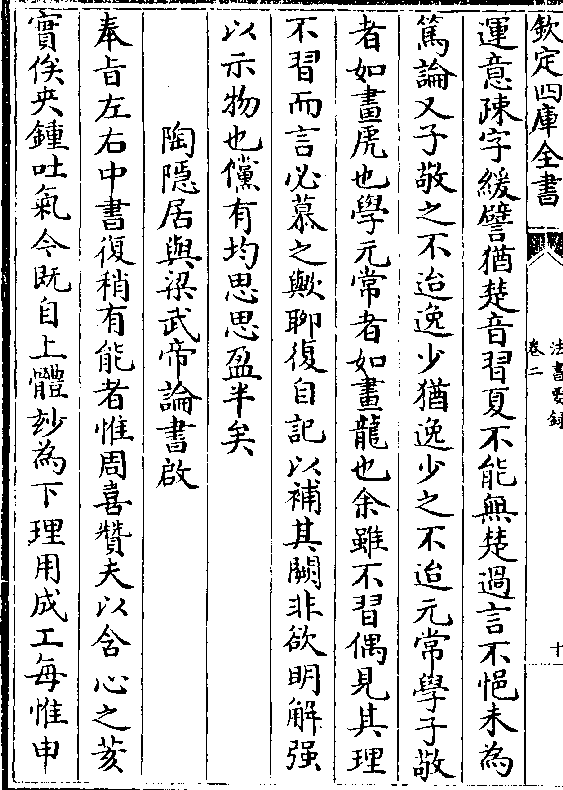 欽定四庫全書
法書要錄
卷二
十
運意疎字緩譬猶楚音習夏不能無楚過言不悒未為
篤論又子敬之不迨逸少猶逸少之不迨元常學子敬
者如畫虎也學元常者如畫龍也余雖不習偶見其理
不習而言必慕之歟聊復自記以補其闕非欲明解强
以示物也儻有均思思盈半矣
陶隱居與梁武帝論書啟
奉㫖左右中書復稍有能者惟周喜贊夫以含心之荄
實俟夾鍾吐氣今既自上體玅為下理用成工每惟申